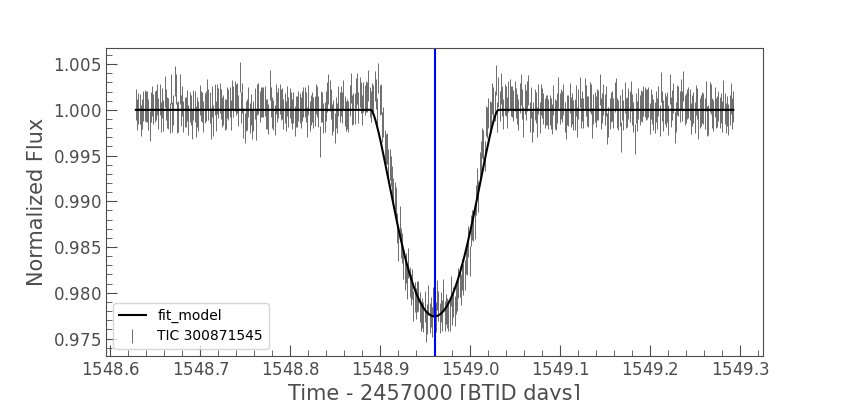 1.005
1.000
0.995
0.990
0.985
0.980
0.975
Normalized Flux
fit_model
TIC 300871545
1548.6 1548.7 1548.8 1548.9 1549.0 1549.1 1549.2 1549.3
Time - 2457000 [BTJD days]